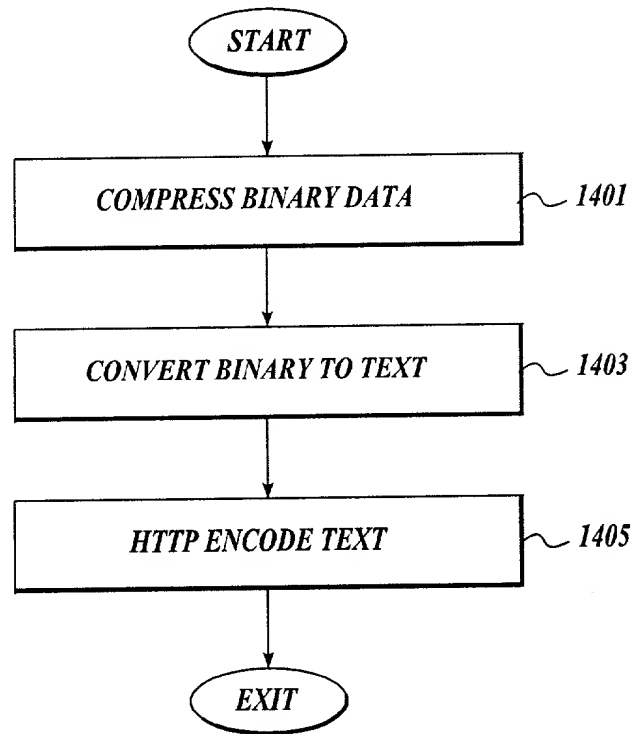 START
COMPRESS BINARY DATA
1401
CONVERT BINARY TO TEXT
1403
HTTP ENCODE TEXT
1405
EXIT